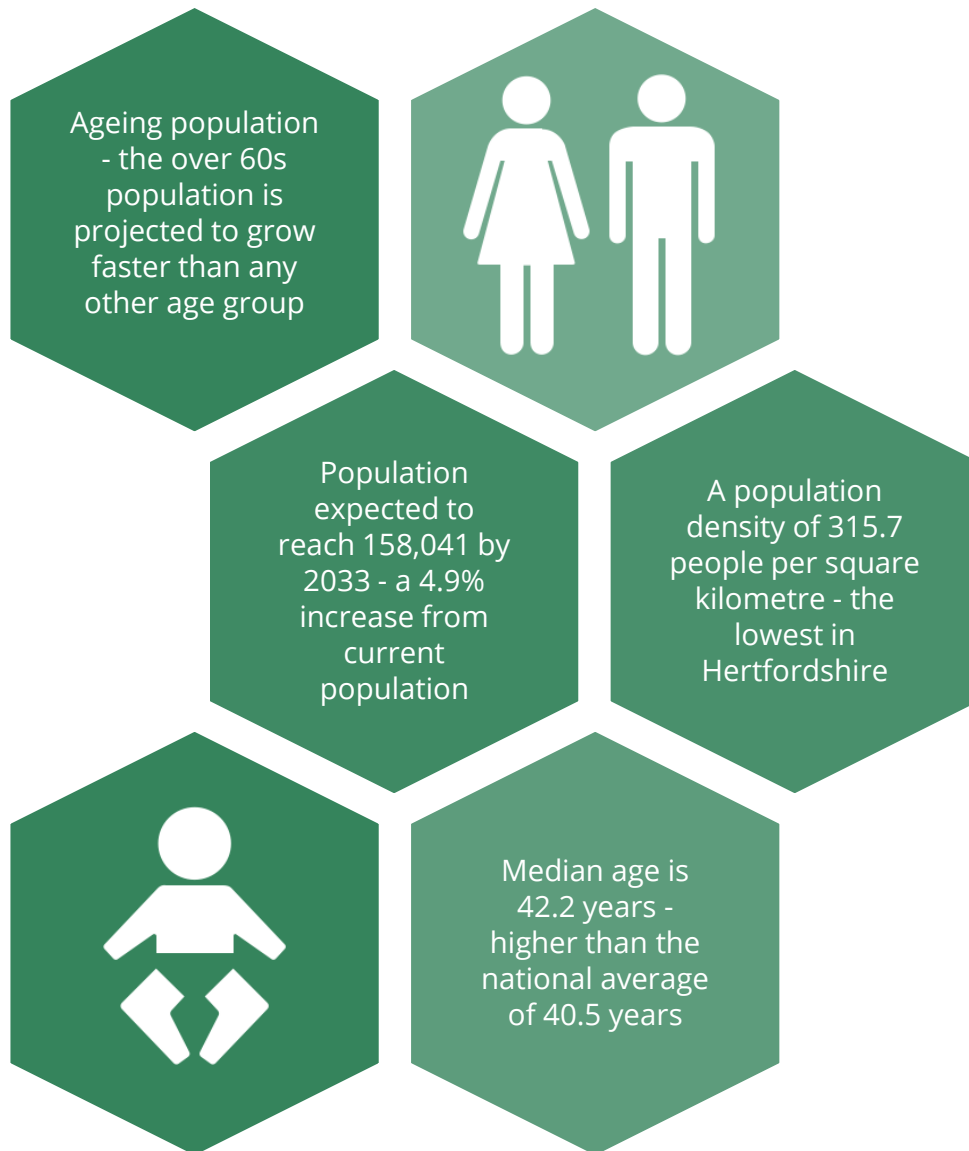 Ageing population
- the over 60s
population is
projected to grow
faster than any
other age group
Population
expected to
reach 158,041 by
2033 - a 4.9%
increase from
current
population
A population
density of 315.7
people per square
kilometre - the
lowest in
Hertfordshire
Median age is
42.2 years -
higher than the
national average
of 40.5 years